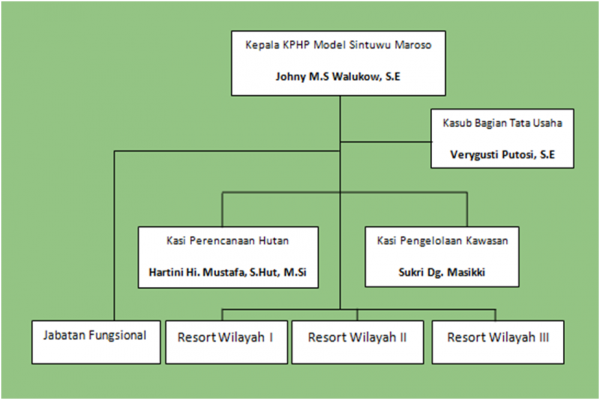 Kepala KPHP Model Sintuwu Maroso
Johny M.S Walukow, S.E
Kasub Bagian Tata Usaha
Verygusti Putosi, S.E
Kasi Perencanaan Hutan
Hartini Hi. Mustafa, S.Hut, M.Si
Kasi Pengelolaan Kawasan
Sukri Dg. Masikki
Jabatan Fungsional
Resort Wilayah I
Resort Wilayah II
Resort Wilayah III